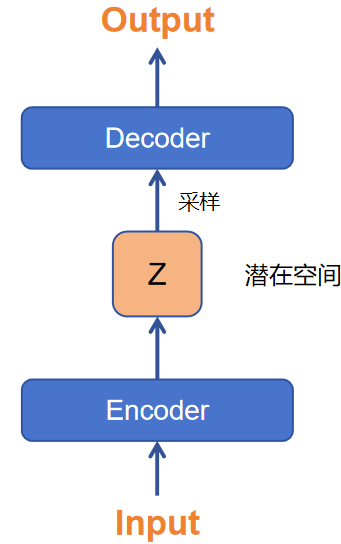 Output
Decoder
采样
Z
潜在空间
Encoder
Input